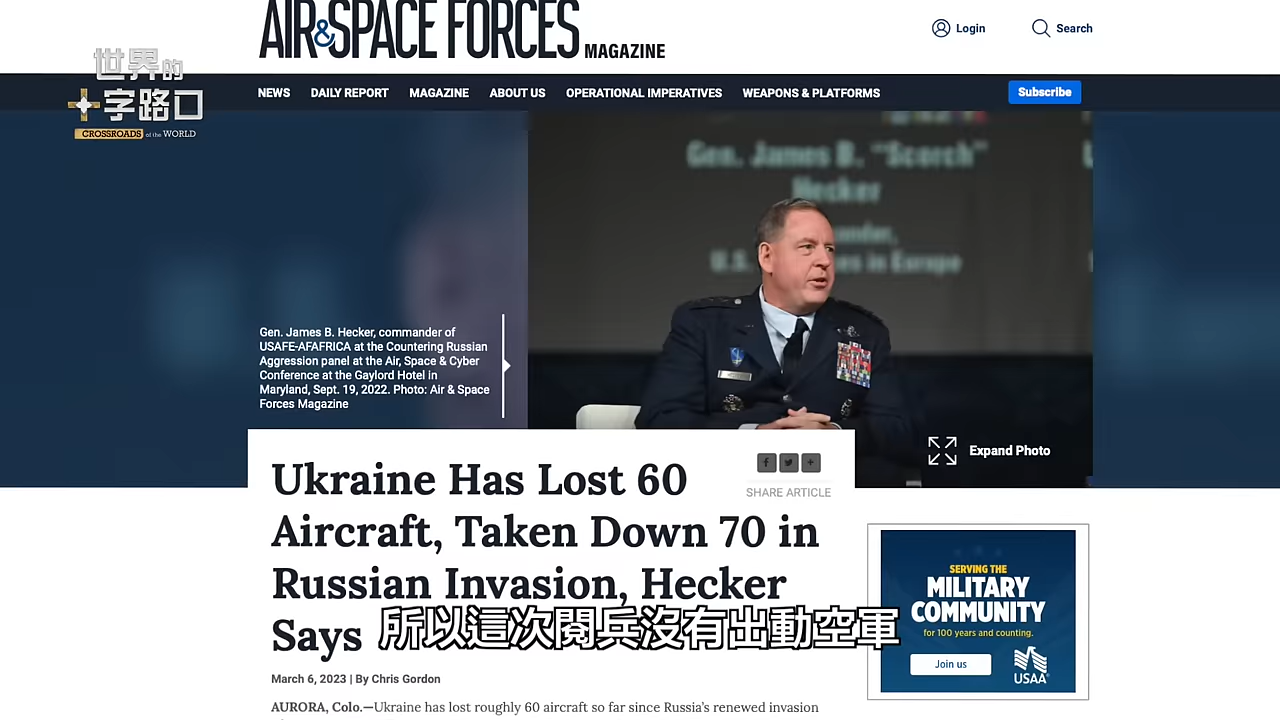 AIR&SPACE FORCES MAGAZINE
Login
Search
世界的
十字路口
CROSSROADS of the WORLD
NEWS
DAILY REPORT
MAGAZINE
ABOUT US
OPERATIONAL IMPERATIVES
WEAPONS & PLATFORMS
Subscribe
Gen. James B. "Scorch"
Hecker
U.S.
es in Europe
Gen. James B. Hecker, commander of
USAFE-AFAFRICA at the Countering Russian
Aggression panel at the Air, Space & Cyber
Conference at the Gaylord Hotel in
Maryland, Sept. 19, 2022. Photo: Air & Space
Forces Magazine
Expand Photo
Ukraine Has Lost 60
Aircraft, Taken Down 70 in
Russian Invasion, Hecker
Says
SHARE ARTICLE
所以這次閱兵沒有出動空軍
March 6, 2023 | By Chris Gordon
AURORA, Colo.—Ukraine has lost roughly 60 aircraft so far since Russia's renewed invasion
SERVING THE
MILITARY
COMMUNITY
for 100 years and counting.
Join us
USAA